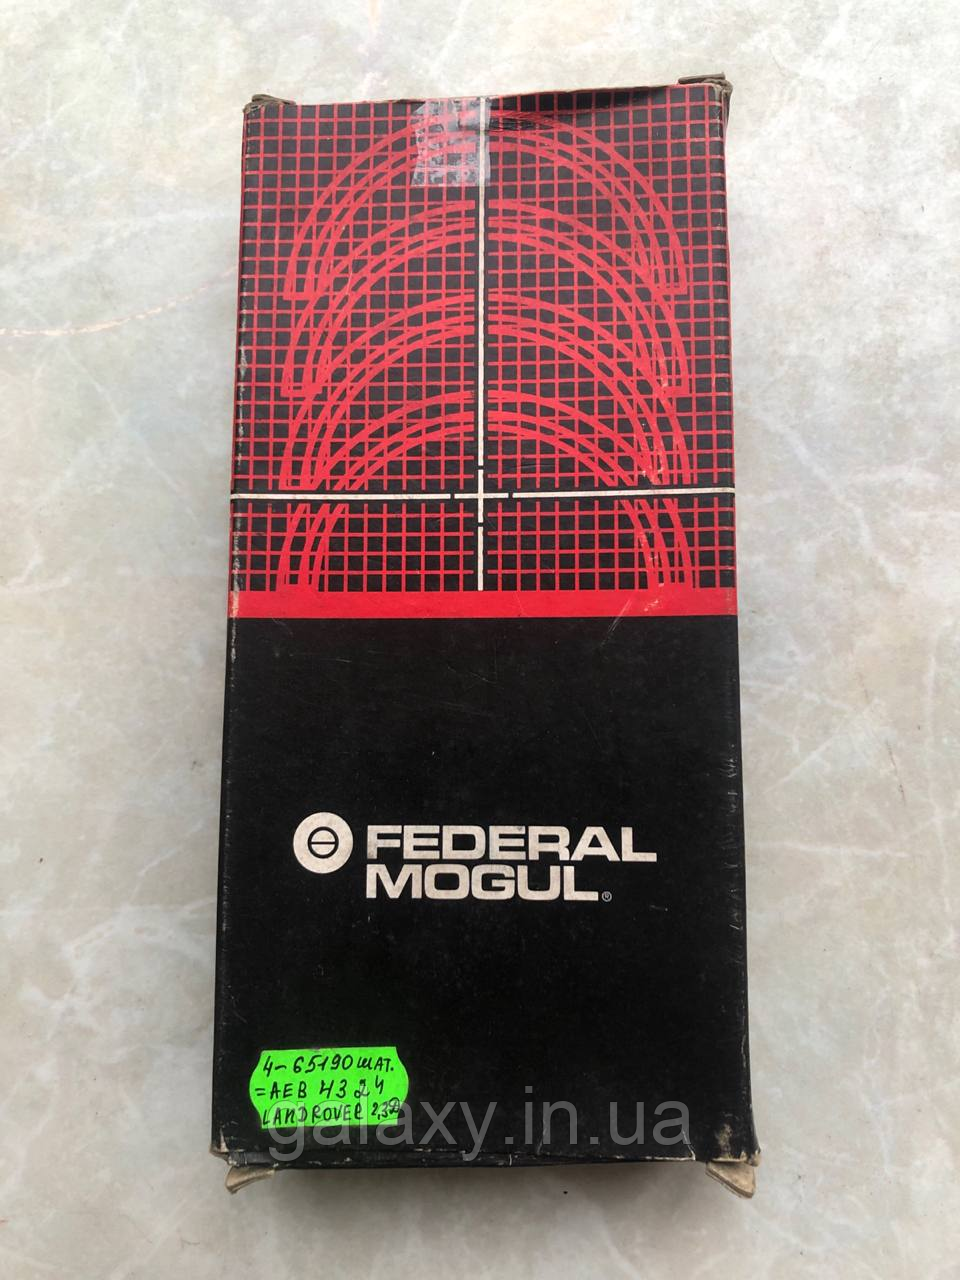 FEDERAL
MOGUL®
4-65190 шат.
=AEB 4324
LANDROVER 2,3D
galaxy.in.ua